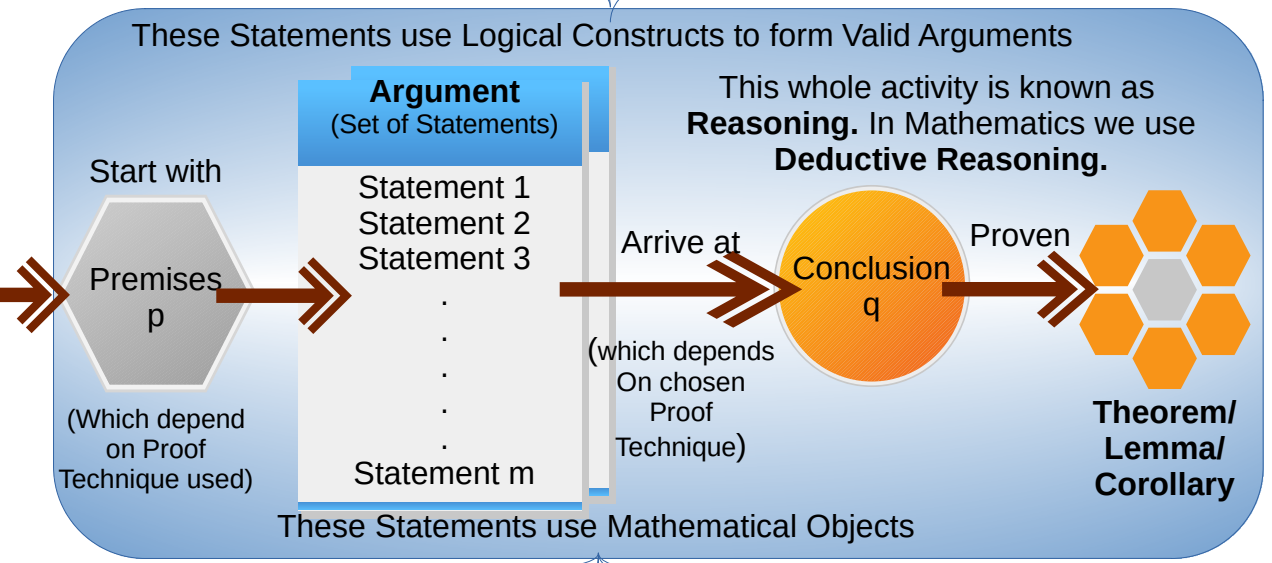 These Statements use Logical Constructs to form Valid Arguments
Start with
Premises
p
(Which depend
on Proof
Technique used)
Argument
(Set of Statements)
Statement 1
Statement 2
Statement 3
.
.
.
.
.
Statement m
Arrive at
(which depends
On chosen
Proof
Technique)
This whole activity is known as
Reasoning. In Mathematics we use
Deductive Reasoning.
Conclusion
q
Proven
Theorem/
Lemma/
Corollary
These Statements use Mathematical Objects